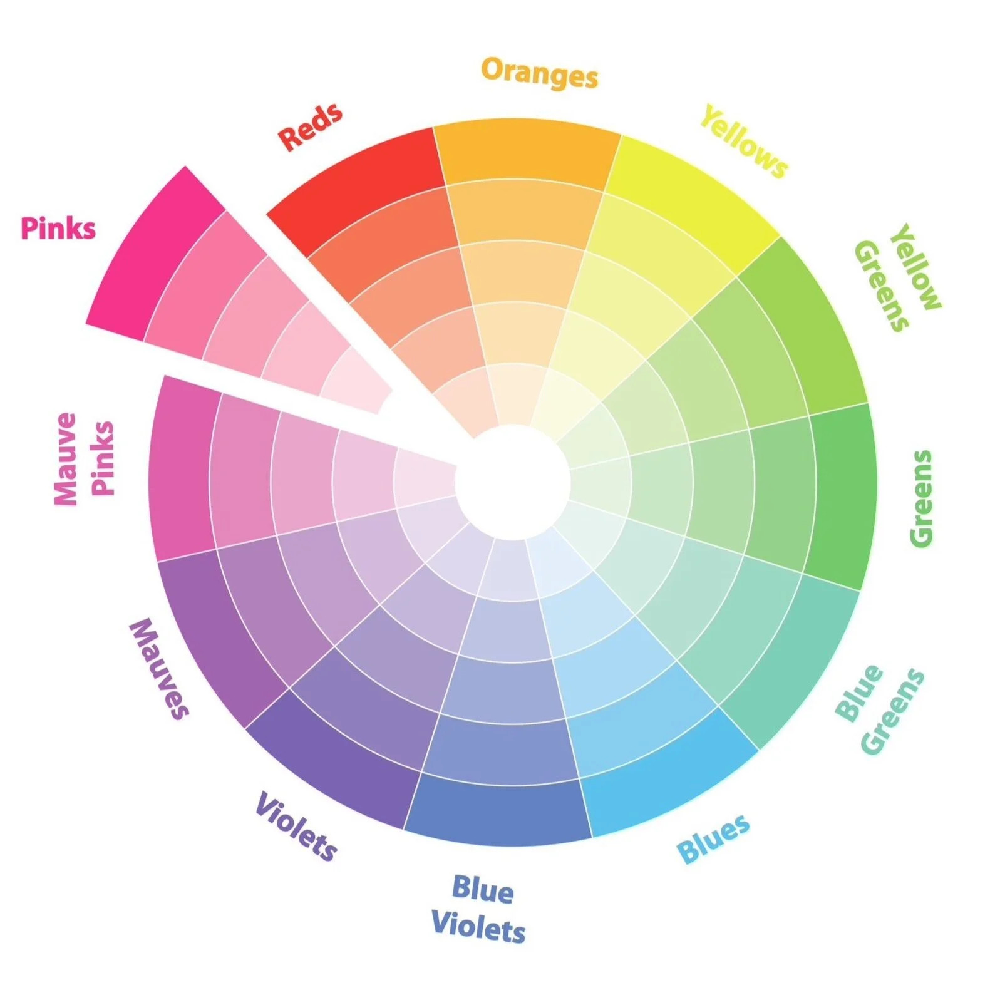 Oranges
Yellows
Yellow
Greens
Greens
Blue
Greens
Blues
Blue
Violets
Violets
Mauves
Mauve
Pinks
Pinks
Reds